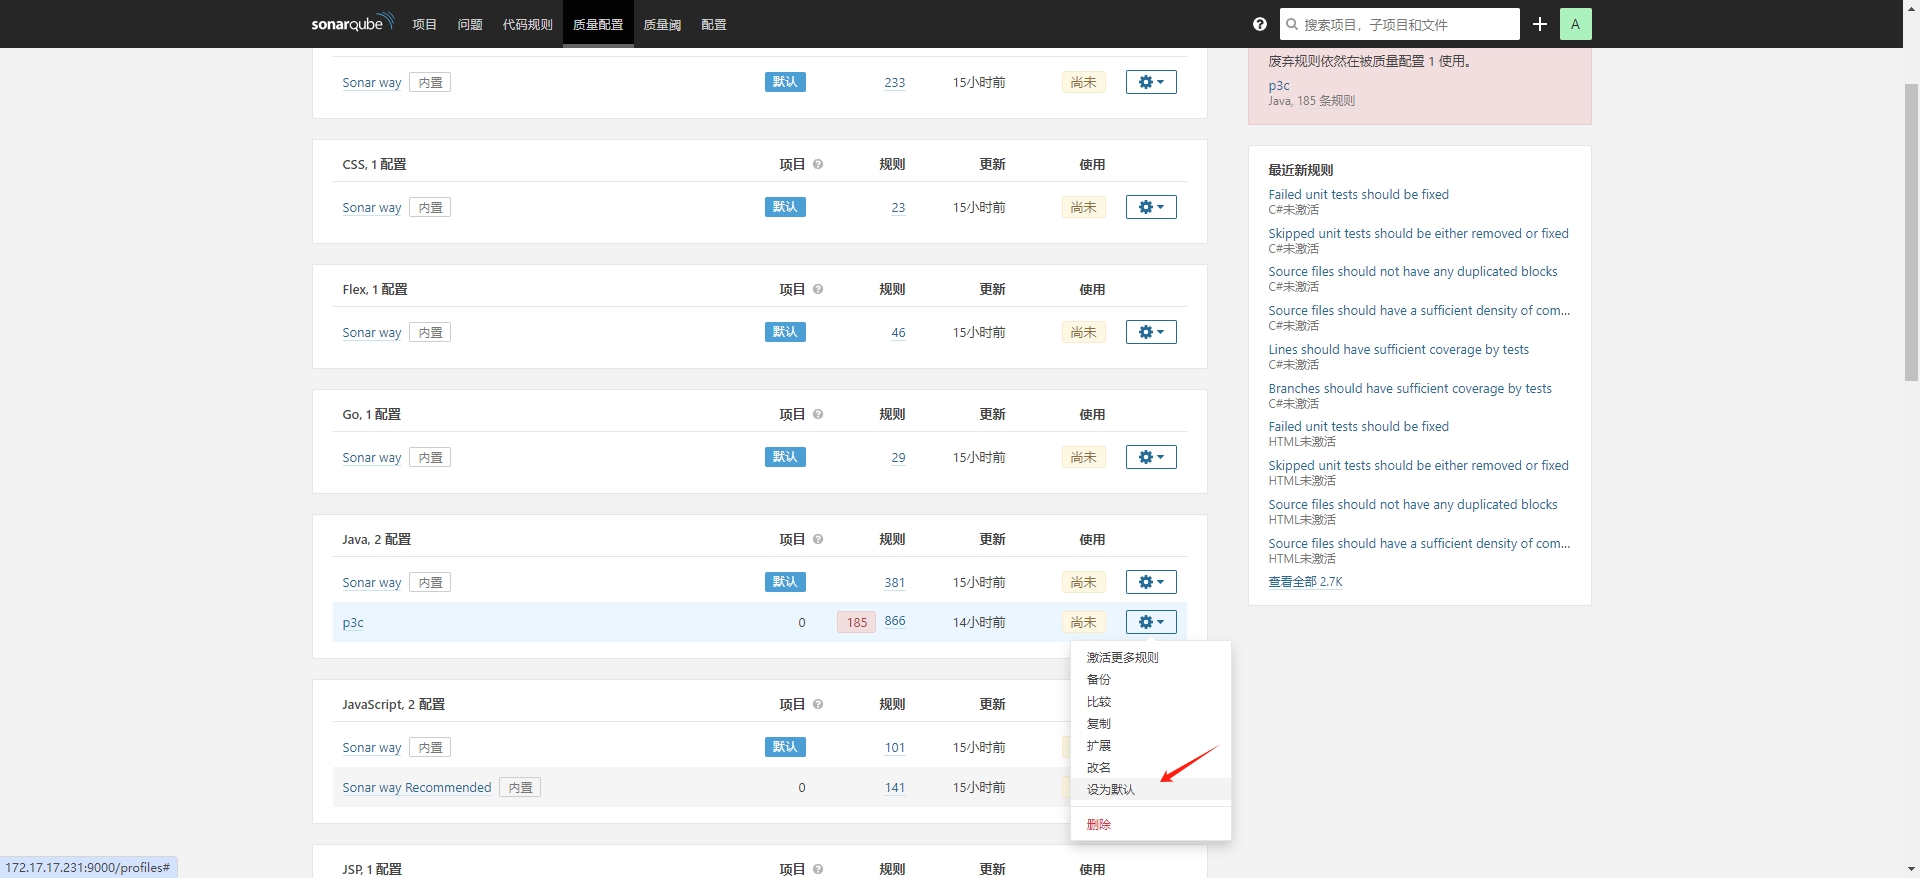 sonarqube 项目 问题 代码规则 质量配置 质量阈 配置 搜索项目，子项目和文件 A
Sonar way 内置 默认 233 15小时前 尚未
CSS, 1 配置 项目 规则 更新 使用
Sonar way 内置 默认 23 15小时前 尚未
Flex, 1 配置 项目 规则 更新 使用
Sonar way 内置 默认 46 15小时前 尚未
Go, 1 配置 项目 规则 更新 使用
Sonar way 内置 默认 29 15小时前 尚未
Java, 2 配置 项目 规则 更新 使用
Sonar way 内置 默认 381 15小时前 尚未
p3c 0 185 866 14小时前 尚未
激活更多规则
备份
比较
复制
扩展
改名
设为默认
删除
JavaScript, 2 配置 项目 规则 更新
Sonar way 内置 默认 101 15小时前
Sonar way Recommended 内置 0 141 15小时前
JSP, 1 配置 项目 规则 更新 使用
废弃规则依然在被质量配置 1 使用。
p3c
Java, 185 条规则
最近新规则
Failed unit tests should be fixed
C#未激活
Skipped unit tests should be either removed or fixed
C#未激活
Source files should not have any duplicated blocks
C#未激活
Source files should have a sufficient density of com...
C#未激活
Lines should have sufficient coverage by tests
C#未激活
Branches should have sufficient coverage by tests
C#未激活
Failed unit tests should be fixed
HTML未激活
Skipped unit tests should be either removed or fixed
HTML未激活
Source files should not have any duplicated blocks
HTML未激活
Source files should have a sufficient density of com...
HTML未激活
查看全部 2.7K
172.17.17.231:9000/profiles#